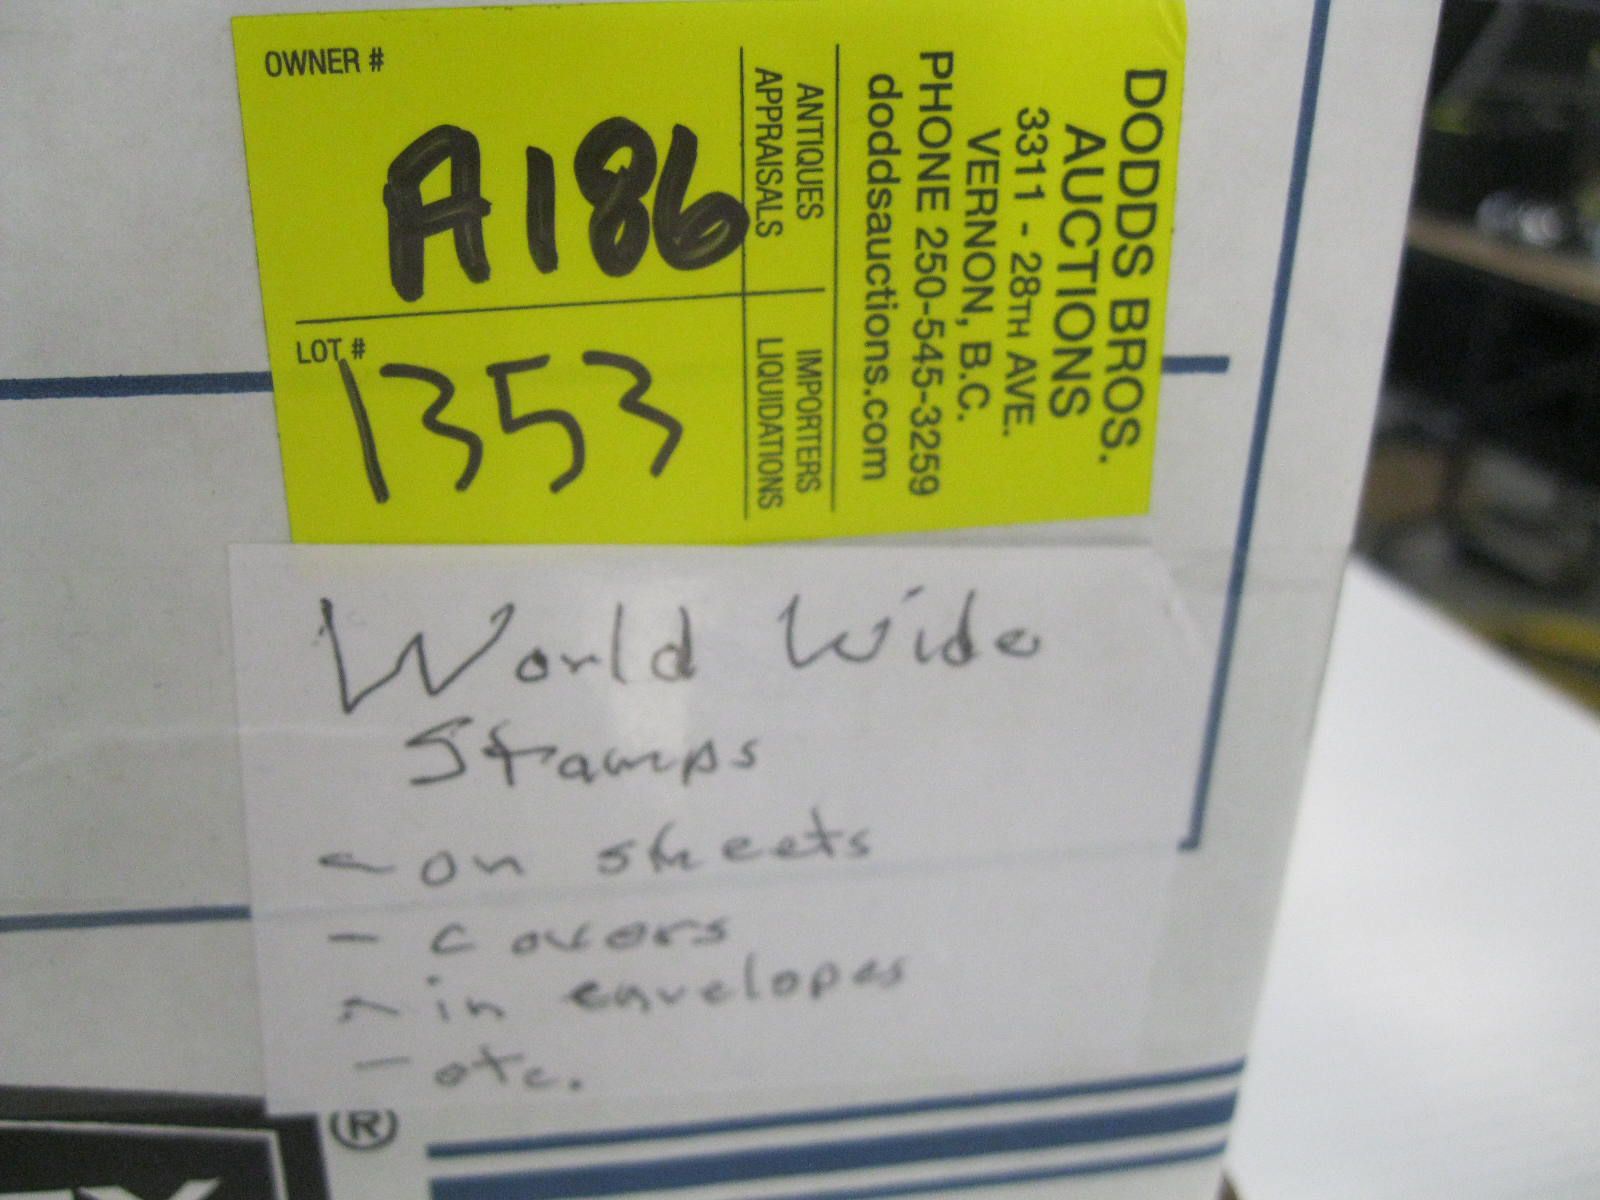 OWNER #
A186
LOT #
1353
ANTIQUES
APPRAISALS
IMPORTERS
LIQUIDATIONS
DODDS BROS.
AUCTIONS
3311 - 28TH AVE.
VERNON, B.C.
PHONE 250-545-3259
doddsauctions.com
World Wide
Stamps
- on sheets
- covers
- in envelopes
- etc.
®